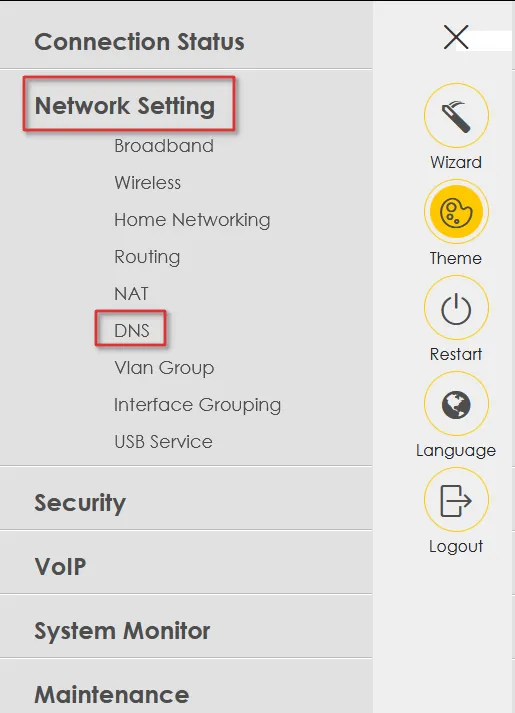 Connection Status
Network Setting
Broadband
Wireless
Home Networking
Routing
NAT
DNS
Vlan Group
Interface Grouping
USB Service
Security
VoIP
System Monitor
Maintenance
Wizard
Theme
Restart
Language
Logout